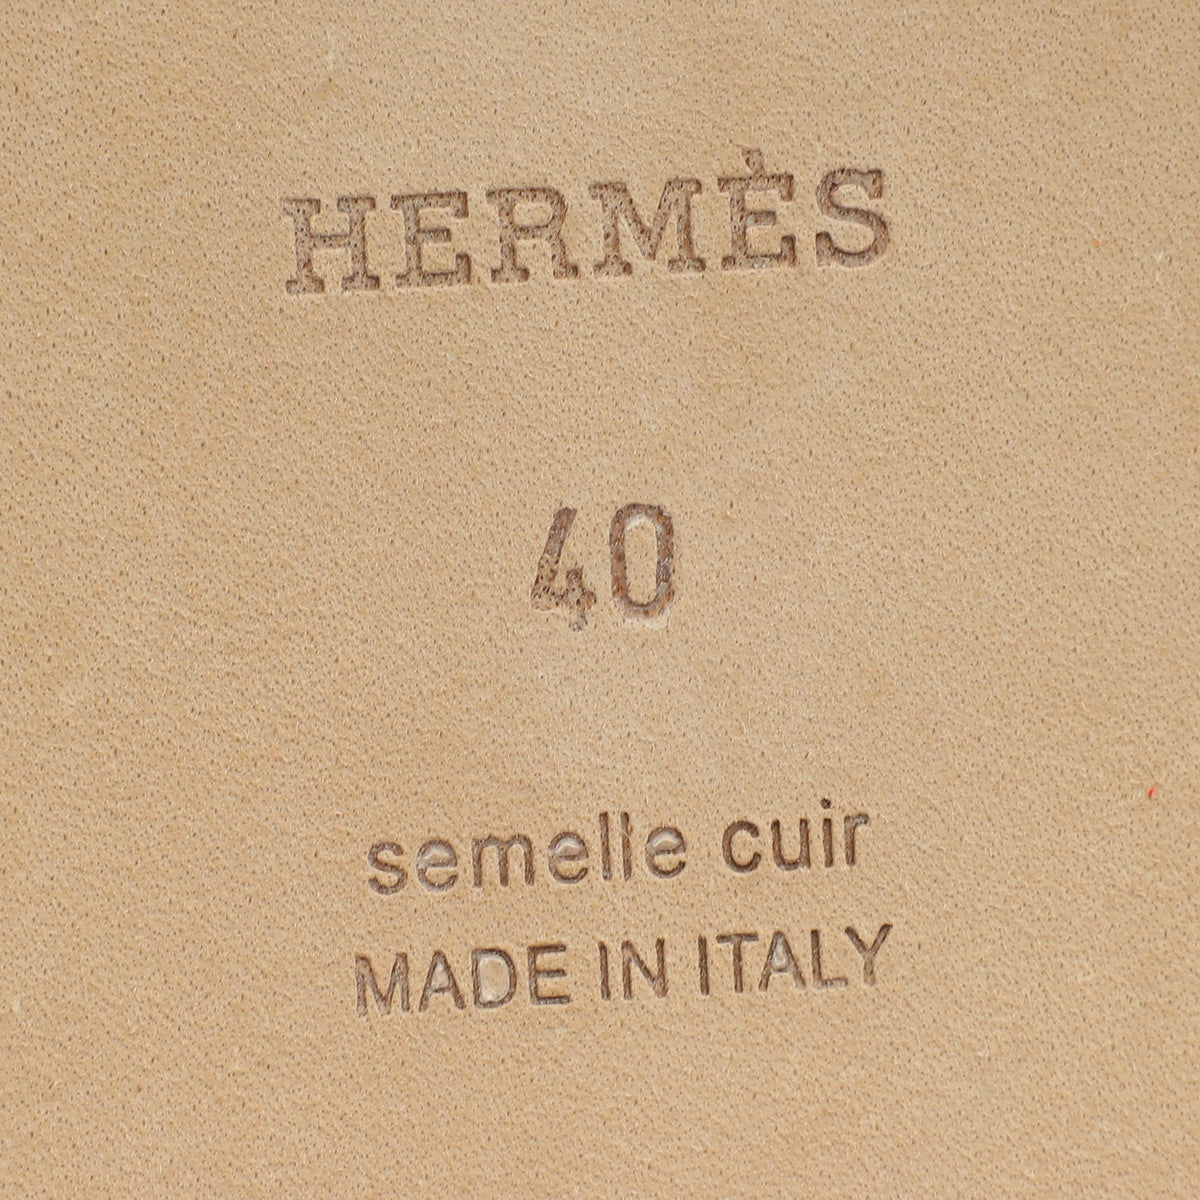 HERMÈS
40
semelle cuir
MADE IN ITALY